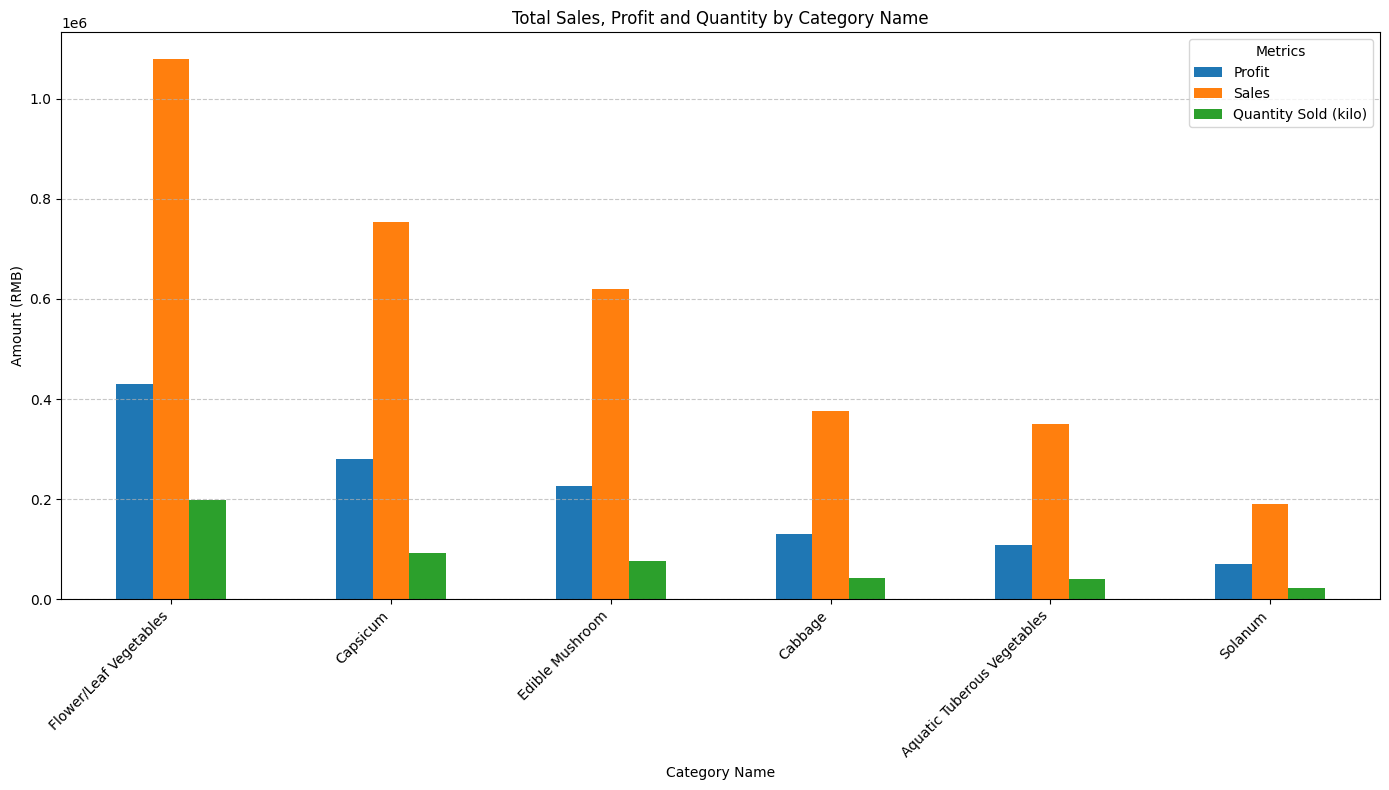 Total Sales, Profit and Quantity by Category Name
1e6
Metrics
Profit
Sales
Quantity Sold (kilo)
1.0
0.8
0.6
0.4
0.2
0.0
Amount (RMB)
Flower/Leaf Vegetables
Capsicum
Edible Mushroom
Cabbage
Aquatic Tuberous Vegetables
Solanum
Category Name